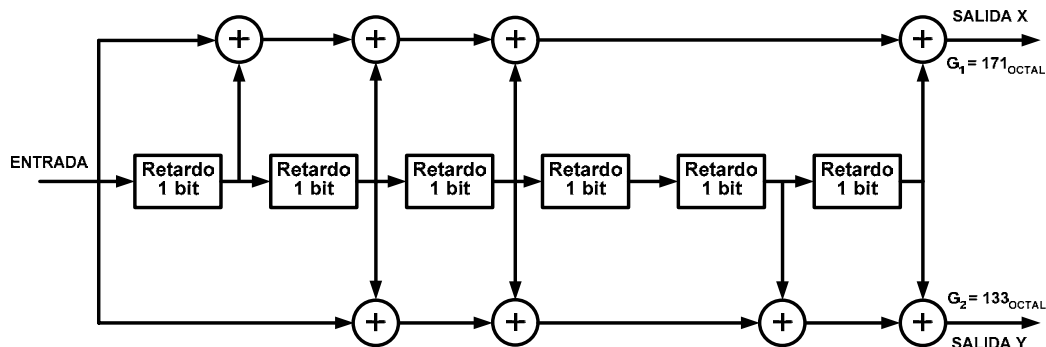 SALIDA X
G1 = 171OCTAL
ENTRADA
Retardo
1 bit
Retardo
1 bit
Retardo
1 bit
Retardo
1 bit
Retardo
1 bit
Retardo
1 bit
G2 = 133OCTAL
SALIDA Y